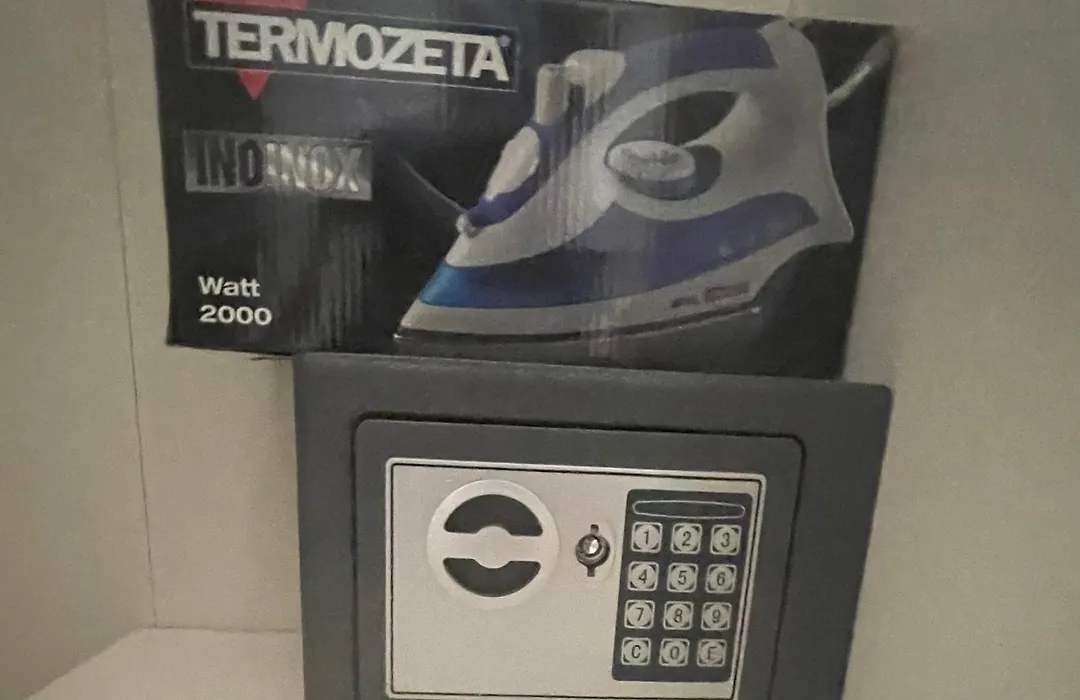 TERMOZETA
INOINOX
Watt
2000
1 2 3
4 5 6
7 8 9
C 0 E